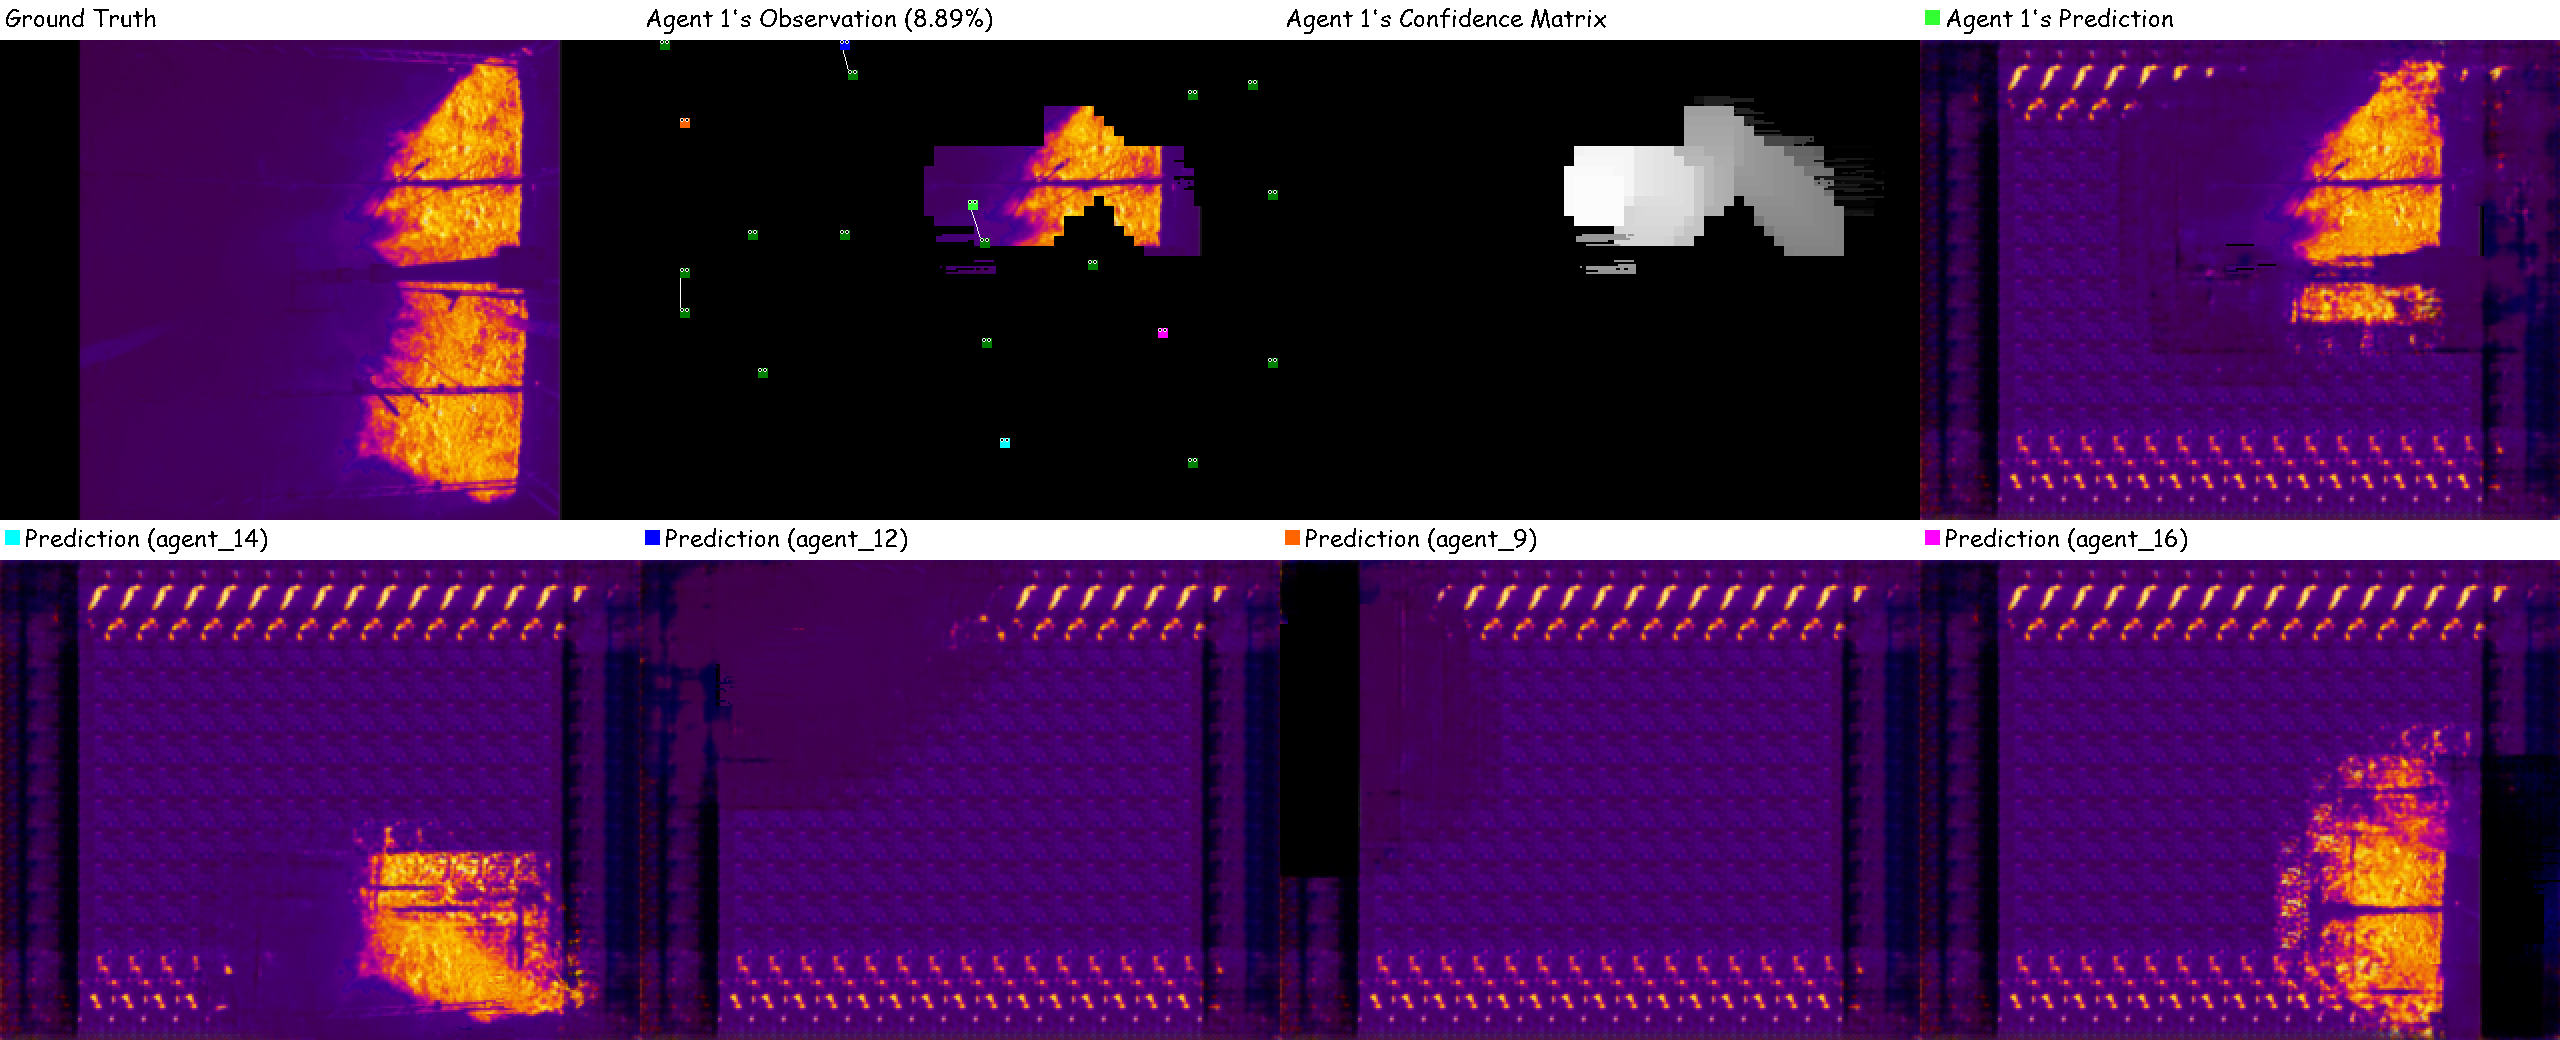 Ground Truth
Agent 1's Observation (8.89%)
Agent 1's Confidence Matrix
Agent 1's Prediction
Prediction (agent_14)
Prediction (agent_12)
Prediction (agent_9)
Prediction (agent_16)